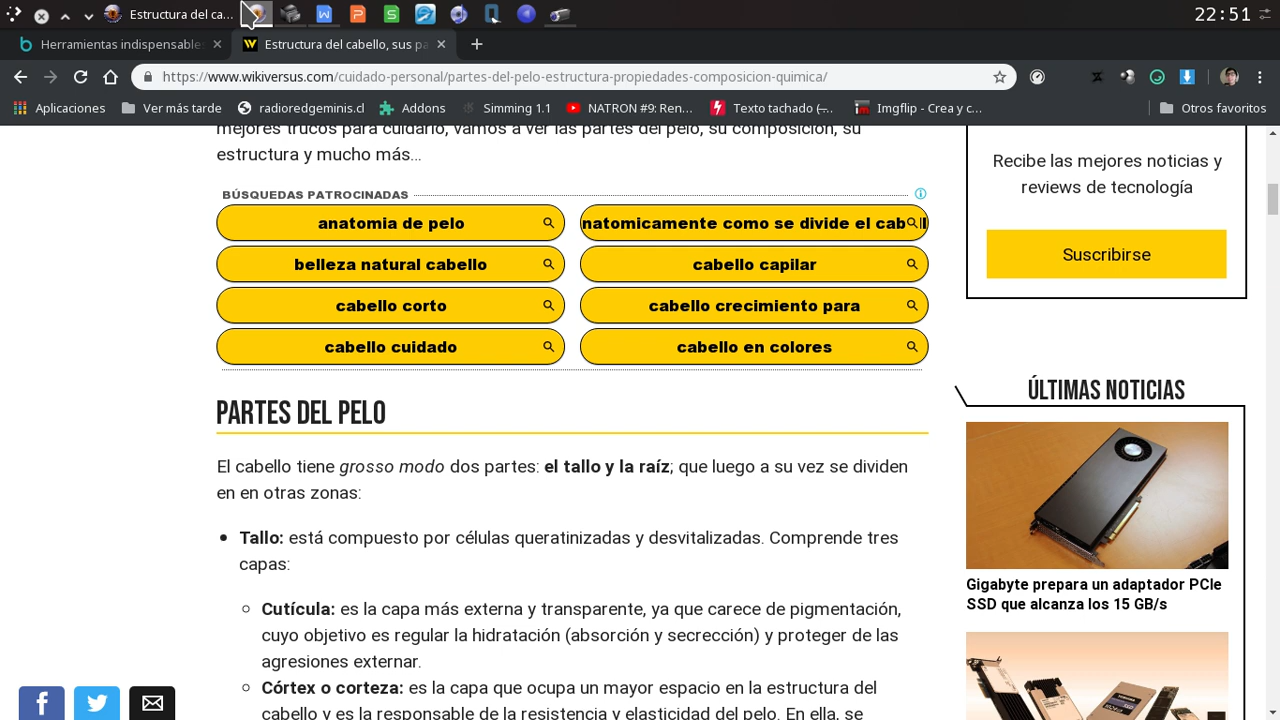 Estructura del ca...
22:51
Herramientas indispensables
Estructura del cabello, sus pa
https://www.wikiversus.com/cuidado-personal/partes-del-pelo-estructura-propiedades-composicion-quimica/
Aplicaciones
Ver más tarde
radioredgeminis.cl
Addons
Simming 1.1
NATRON #9: Ren...
Texto tachado (...
Imgflip - Crea y c...
Otros favoritos
mejores trucos para cuidarlo, vamos a ver las partes del pelo, su composición, su
estructura y mucho más...
BÚSQUEDAS PATROCINADAS
anatomia de pelo
natomicamente como se divide el cab
belleza natural cabello
cabello capilar
cabello corto
cabello crecimiento para
cabello cuidado
cabello en colores
PARTES DEL PELO
El cabello tiene grosso modo dos partes: el tallo y la raíz; que luego a su vez se dividen
en en otras zonas:
• Tallo: está compuesto por células queratinizadas y desvitalizadas. Comprende tres
capas:
◦ Cutícula: es la capa más externa y transparente, ya que carece de pigmentación,
cuyo objetivo es regular la hidratación (absorción y secrección) y proteger de las
agresiones externar.
◦ Córtex o corteza: es la capa que ocupa un mayor espacio en la estructura del
cabello y es la responsable de la resistencia y elasticidad del pelo. En ella, se
Recibe las mejores noticias y
reviews de tecnología
Suscribirse
ÚLTIMAS NOTICIAS
Gigabyte prepara un adaptador PCIe
SSD que alcanza los 15 GB/s